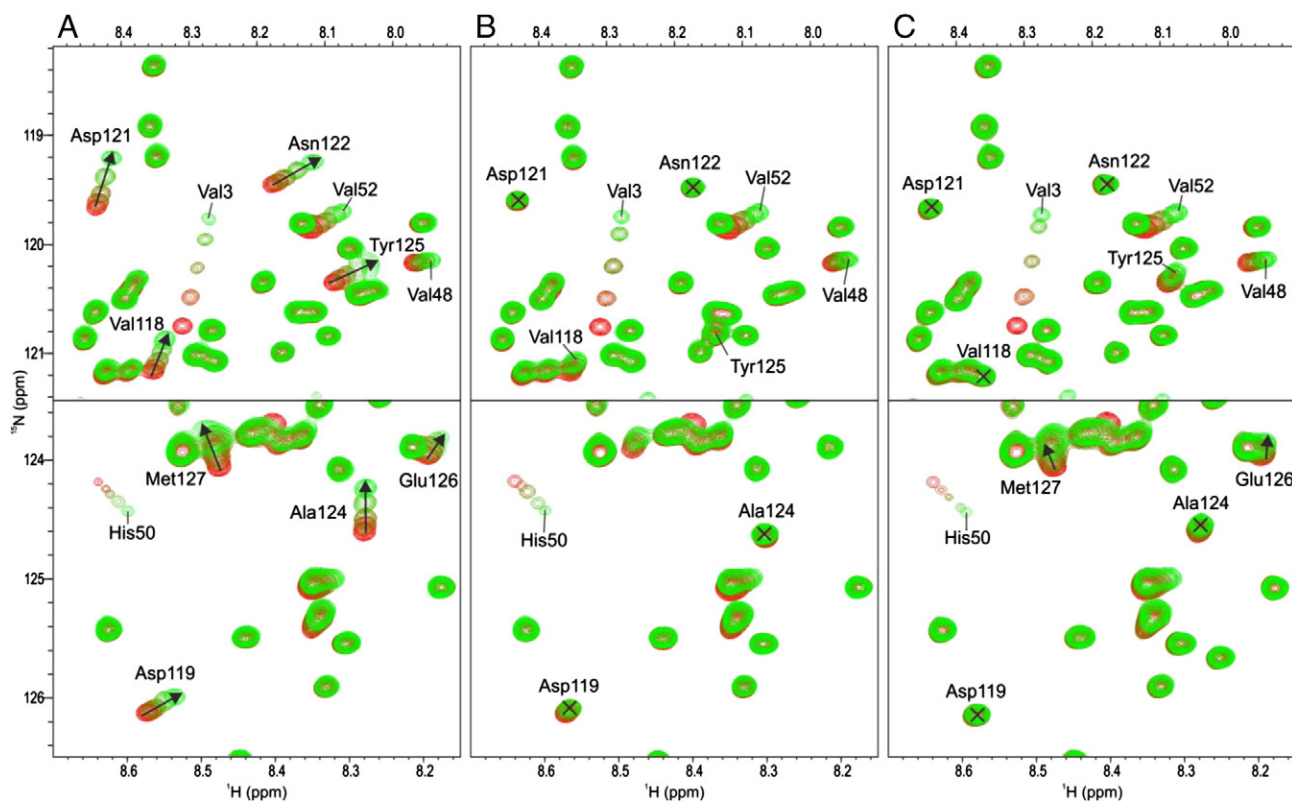 A
B
C
8.4 8.3 8.2 8.1 8.0
8.4 8.3 8.2 8.1 8.0
8.4 8.3 8.2 8.1 8.0
119
120
121
124
125
126
¹⁵N (ppm)
Asp121
Asn122
Val3
Val52
Tyr125
Val48
Val118
Met127
Glu126
Ala124
His50
Asp119
Asp121
Asn122
Val3
Val52
Val48
Val118
Tyr125
His50
Ala124
Asp119
Asp121
Asn122
Val3
Val52
Tyr125
Val48
Val118
Met127
Glu126
Ala124
His50
Asp119
8.6 8.5 8.4 8.3 8.2
8.6 8.5 8.4 8.3 8.2
8.6 8.5 8.4 8.3 8.2
¹H (ppm)
¹H (ppm)
¹H (ppm)